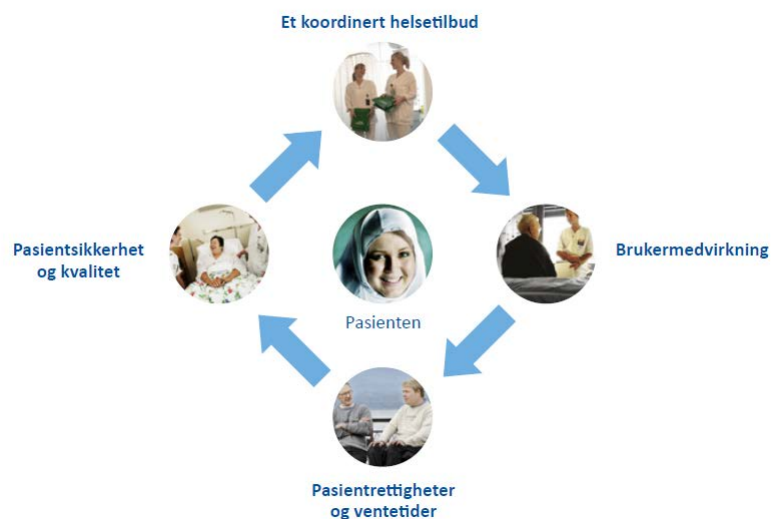 Et koordinert helsetilbud
Pasientsikkerhet
og kvalitet
Brukermedvirkning
Pasienten
Pasientrettigheter
og ventetider